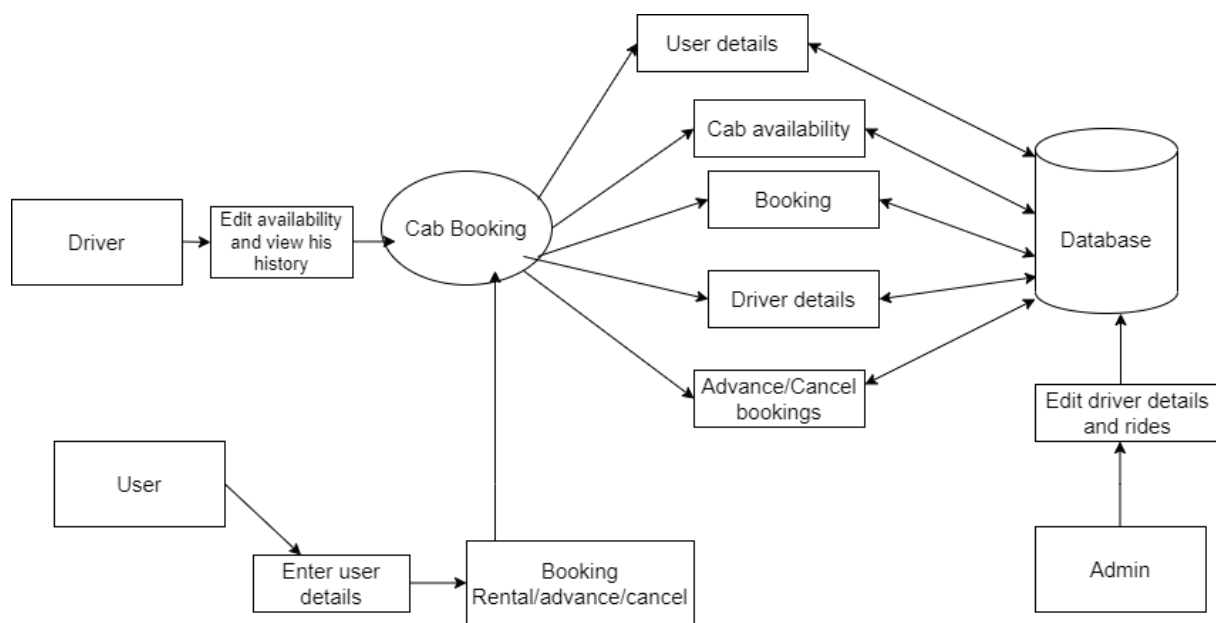 User details
Cab availability
Booking
Driver
Edit availability
and view his
history
Cab Booking
Database
Driver details
Advance/Cancel
bookings
Edit driver details
and rides
User
Enter user
details
Booking
Rental/advance/cancel
Admin